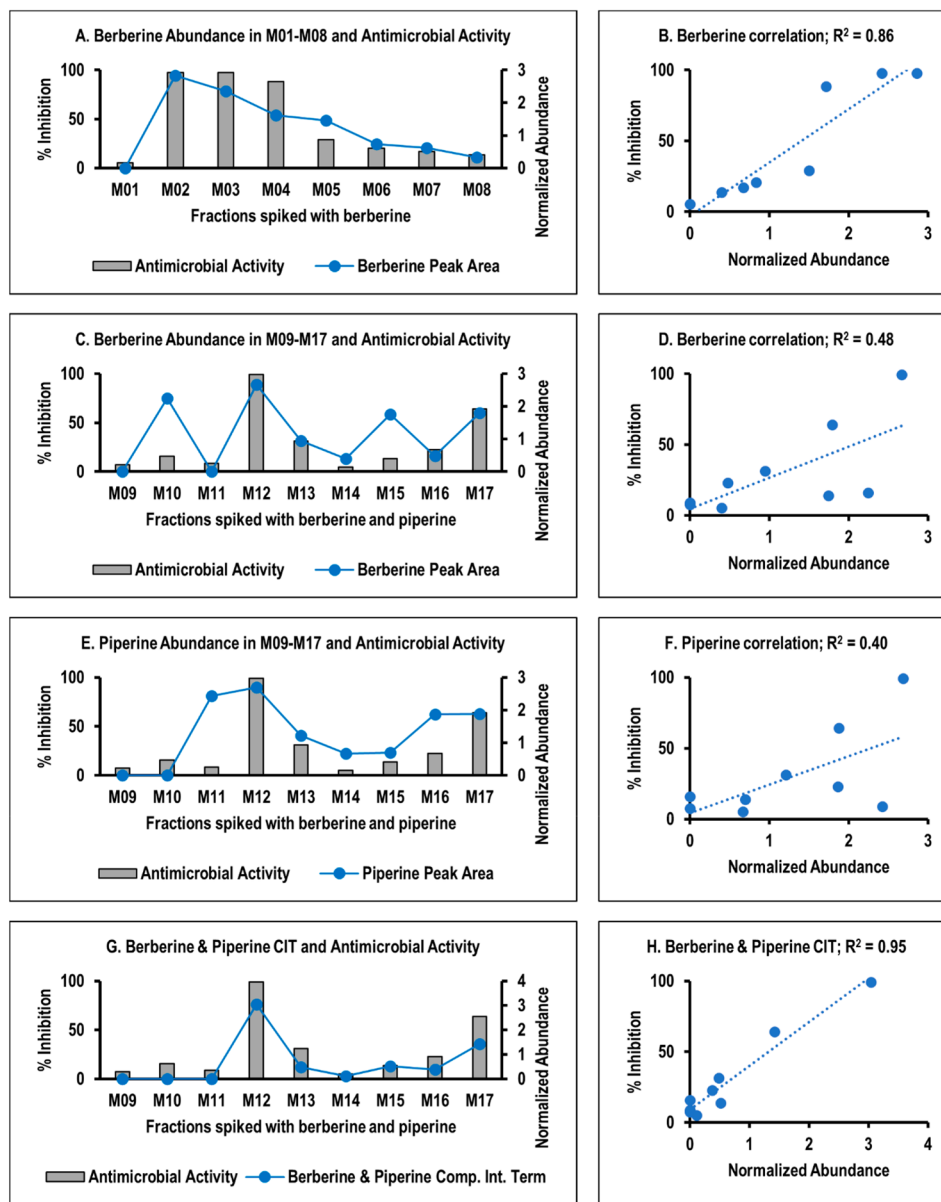 A. Berberine Abundance in M01-M08 and Antimicrobial Activity
% Inhibition
100
50
0
3
2
1
0
Normalized Abundance
M01 M02 M03 M04 M05 M06 M07 M08
Fractions spiked with berberine
Antimicrobial Activity Berberine Peak Area
B. Berberine correlation; R² = 0.86
% Inhibition
100
50
0
0 1 2 3
Normalized Abundance
C. Berberine Abundance in M09-M17 and Antimicrobial Activity
% Inhibition
100
50
0
3
2
1
0
Normalized Abundance
M09 M10 M11 M12 M13 M14 M15 M16 M17
Fractions spiked with berberine and piperine
Antimicrobial Activity Berberine Peak Area
D. Berberine correlation; R² = 0.48
% Inhibition
100
50
0
0 1 2 3
Normalized Abundance
E. Piperine Abundance in M09-M17 and Antimicrobial Activity
% Inhibition
100
50
0
3
2
1
0
Normalized Abundance
M09 M10 M11 M12 M13 M14 M15 M16 M17
Fractions spiked with berberine and piperine
Antimicrobial Activity Piperine Peak Area
F. Piperine correlation; R² = 0.40
% Inhibition
100
50
0
0 1 2 3
Normalized Abundance
G. Berberine & Piperine CIT and Antimicrobial Activity
% Inhibition
100
50
0
4
3
2
1
0
Normalized Abundance
M09 M10 M11 M12 M13 M14 M15 M16 M17
Fractions spiked with berberine and piperine
Antimicrobial Activity Berberine & Piperine Comp. Int. Term
H. Berberine & Piperine CIT; R² = 0.95
% Inhibition
100
50
0
0 1 2 3 4
Normalized Abundance